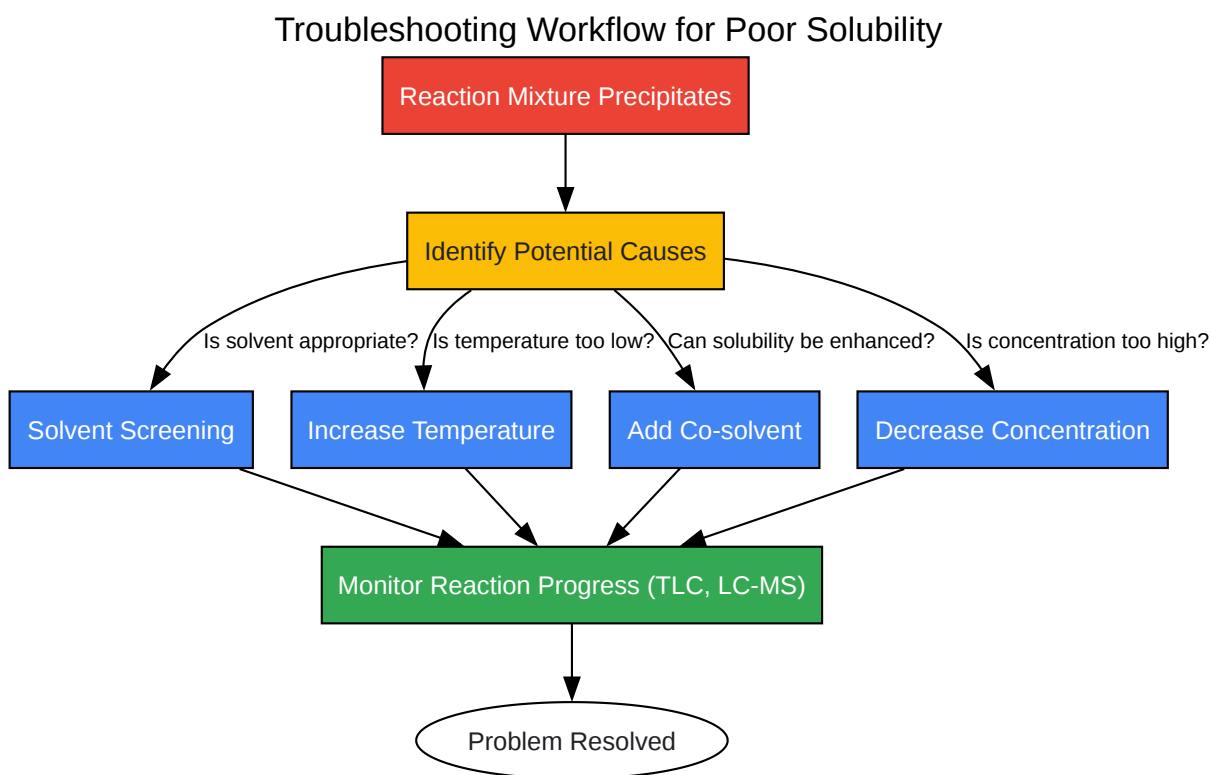 Troubleshooting Workflow for Poor Solubility
Reaction Mixture Precipitates
Identify Potential Causes
Is solvent appropriate?
Is temperature too low?
Can solubility be enhanced?
Is concentration too high?
Solvent Screening
Increase Temperature
Add Co-solvent
Decrease Concentration
Monitor Reaction Progress (TLC, LC-MS)
Problem Resolved